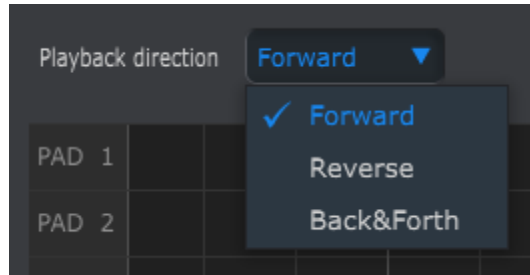 Playback direction Forward
Forward
PAD 1
Reverse
PAD 2
Back&Forth